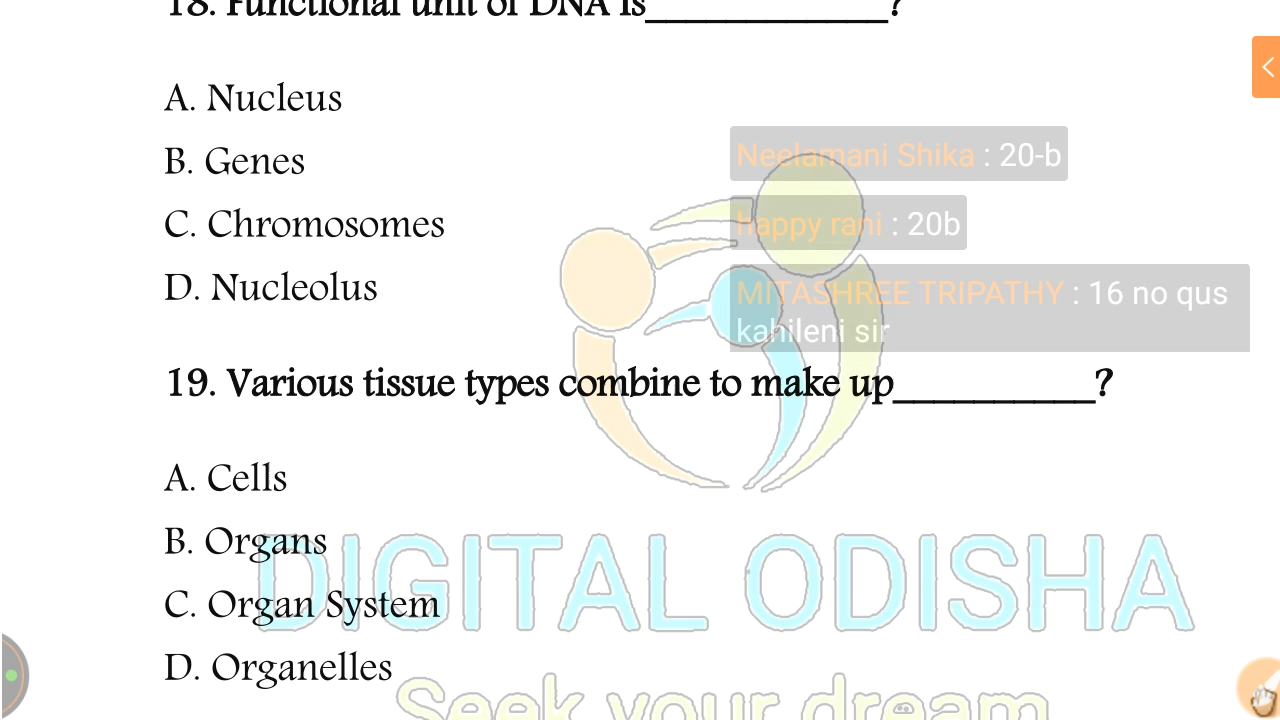 18. Functional unit of DNA is____________?
A. Nucleus
B. Genes
C. Chromosomes
D. Nucleolus
Neelamani Shika : 20-b
happy rani : 20b
MITASHREE TRIPATHY : 16 no qus
kahileni sir
19. Various tissue types combine to make up__________?
A. Cells
B. Organs
C. Organ System
D. Organelles
DIGITAL ODISHA
Seek your dream